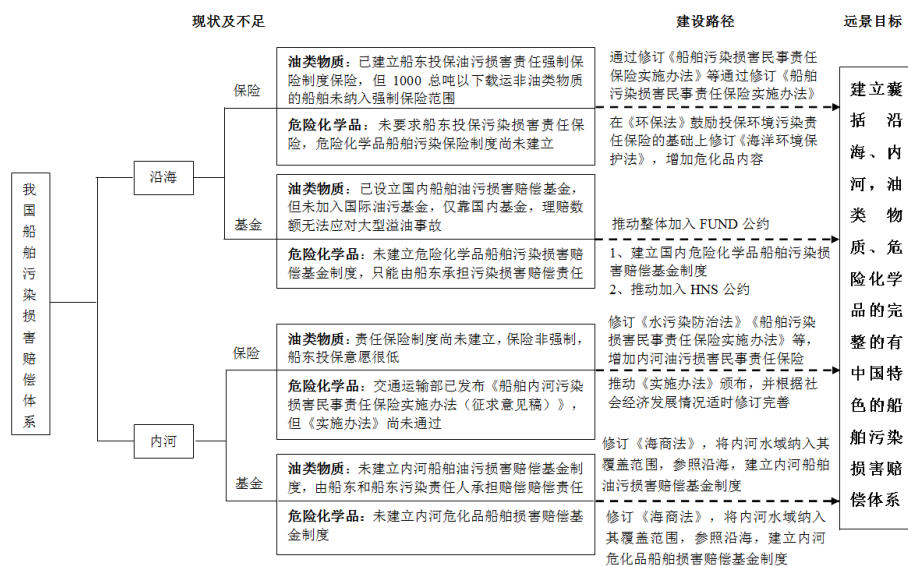 现状及不足
建设路径
远景目标
我
国
船
舶
污
染
损
害
赔
偿
体
系
沿海
保险
油类物质：已建立船东投保油污损害责任强制保
险制度保险，但 1000 总吨以下载运非油类物质
的船舶未纳入强制保险范围
危险化学品：未要求船东投保污染损害责任保
险，危险化学品船舶污染保险制度尚未建立
通过修订《船舶污染损害民事责任
保险实施办法》等通过修订《船舶
污染损害民事责任保险实施办法》
在《环保法》鼓励投保环境污染责
任保险的基础上修订《海洋环境保
护法》，增加危化品内容
基金
油类物质：已设立国内船舶油污损害赔偿基金，
但未加入国际油污基金，仅靠国内基金，理赔数
额无法应对大型溢油事故
危险化学品：未建立危险化学品船舶污染损害赔
偿基金制度，只能由船东承担污染损害赔偿责任
推动整体加入 FUND 公约
1、建立国内危险化学品船舶污染损
害赔偿基金制度
2、推动加入 HNS 公约
内河
保险
油类物质：责任保险制度尚未建立，保险非强制，
船东投保意愿很低
危险化学品：交通运输部已发布《船舶内河污染
损害民事责任保险实施办法（征求意见稿）》，
但《实施办法》尚未通过
修订《水污染防治法》《船舶污染
损害民事责任保险实施办法》等，
增加内河油污损害民事责任保险
推动《实施办法》颁布，并根据社
会经济发展情况适时修订完善
基金
油类物质：未建立内河船舶油污损害赔偿基金制
度，由船东和船东污染责任人承担赔偿赔偿责任
危险化学品：未建立内河危化品船舶损害赔偿基
金制度
修订《海商法》，将内河水域纳入其
覆盖范围，参照沿海，建立内河船舶
油污损害赔偿基金制度
修订《海商法》，将内河水域纳入
其覆盖范围，参照沿海，建立内河
危化品船舶损害赔偿基金制度
建立囊
括沿
海、内
河，油
类物
质、危
险化学
品的完
整的有
中国特
色的船
舶污染
损害赔
偿体系